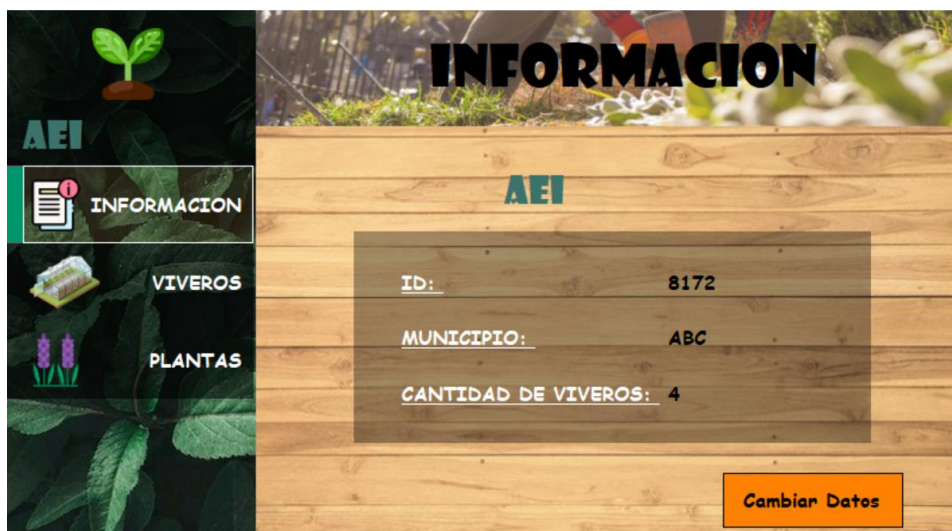 AEI
INFORMACION
VIVEROS
PLANTAS
INFORMACION
AEI
ID: 8172
MUNICIPIO: ABC
CANTIDAD DE VIVEROS: 4
Cambiar Datos